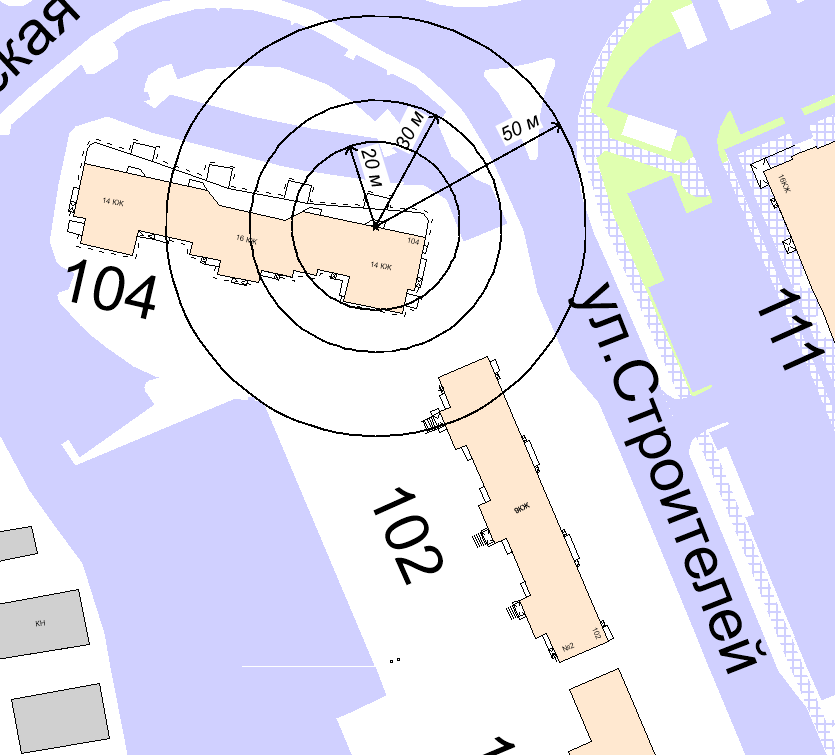 ская
20 м
30 м
50 м
14 КЖ
16 КЖ
14 КЖ
104
104
16КЖ
111
ул.Строителей
102
9КЖ
№2
102
КН
1